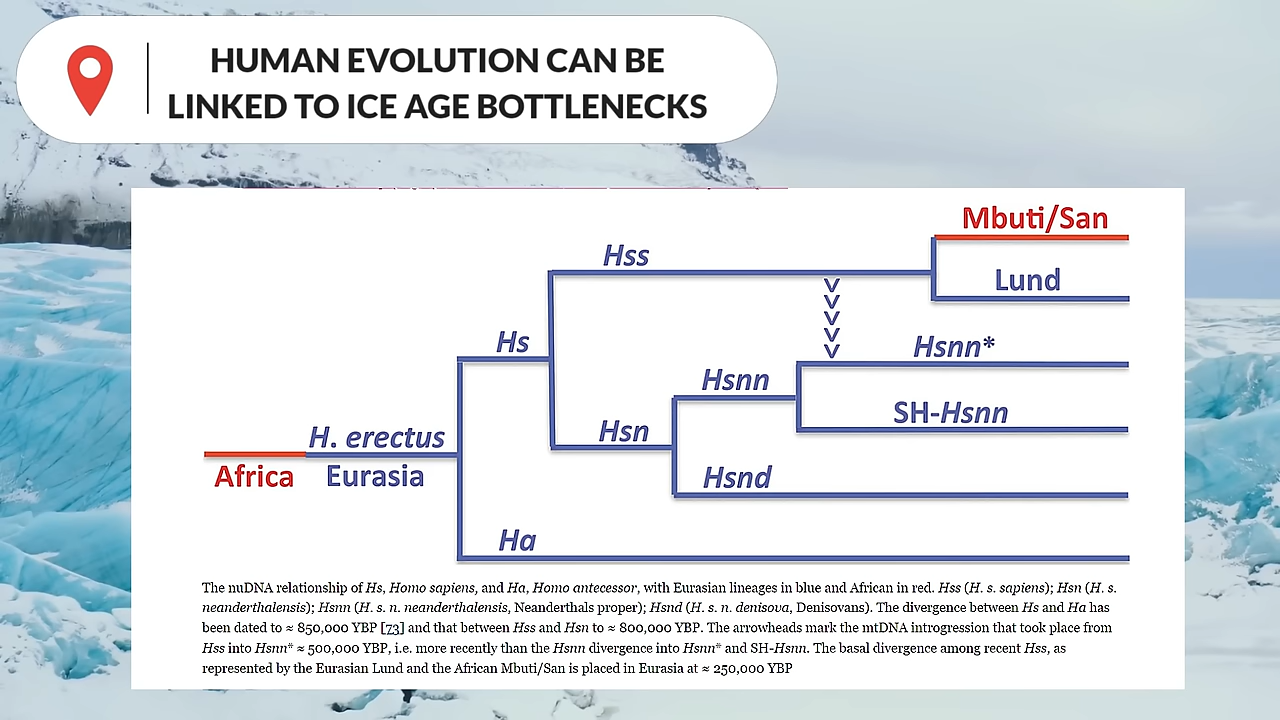 HUMAN EVOLUTION CAN BE
LINKED TO ICE AGE BOTTLENECKS
Mbuti/San
Hss
Lund
Hs
Hsnn*
Hsnn
SH-Hsnn
Hsn
H. erectus
Africa
Eurasia
Hsnd
Ha
The nuDNA relationship of Hs, Homo sapiens, and Ha, Homo antecessor, with Eurasian lineages in blue and African in red. Hss (H. s. sapiens); Hsn (H. s.
neanderthalensis); Hsnn (H. s. n. neanderthalensis, Neanderthals proper); Hsnd (H. s. n. denisova, Denisovans). The divergence between Hs and Ha has
been dated to ≈ 850,000 YBP [73] and that between Hss and Hsn to ≈ 800,000 YBP. The arrowheads mark the mtDNA introgression that took place from
Hss into Hsnn* ≈ 500,000 YBP, i.e. more recently than the Hsnn divergence into Hsnn* and SH-Hsnn. The basal divergence among recent Hss, as
represented by the Eurasian Lund and the African Mbuti/San is placed in Eurasia at ≈ 250,000 YBP